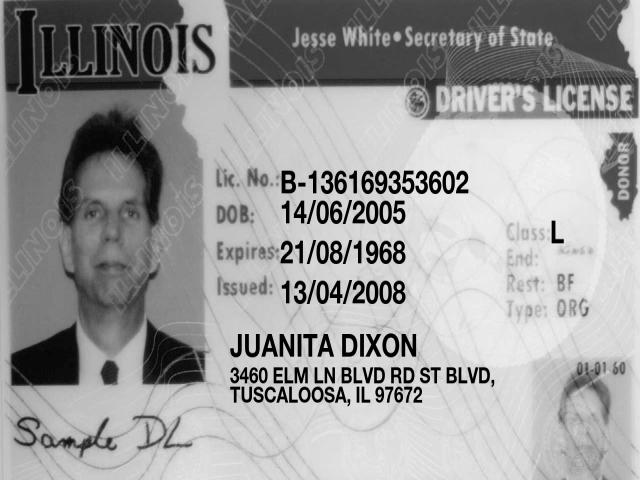 ILLINOIS
Jesse White•Secretary of State
DRIVER'S LICENSE
DONOR
Lic. No.: B-136169353602
DOB: 14/06/2005
Expires: 21/08/1968
Issued: 13/04/2008
Class: L
End:
Rest: BF
Type: ORG
JUANITA DIXON
3460 ELM LN BLVD RD ST BLVD,
TUSCALOOSA, IL 97672
01-01-60
Sample DL